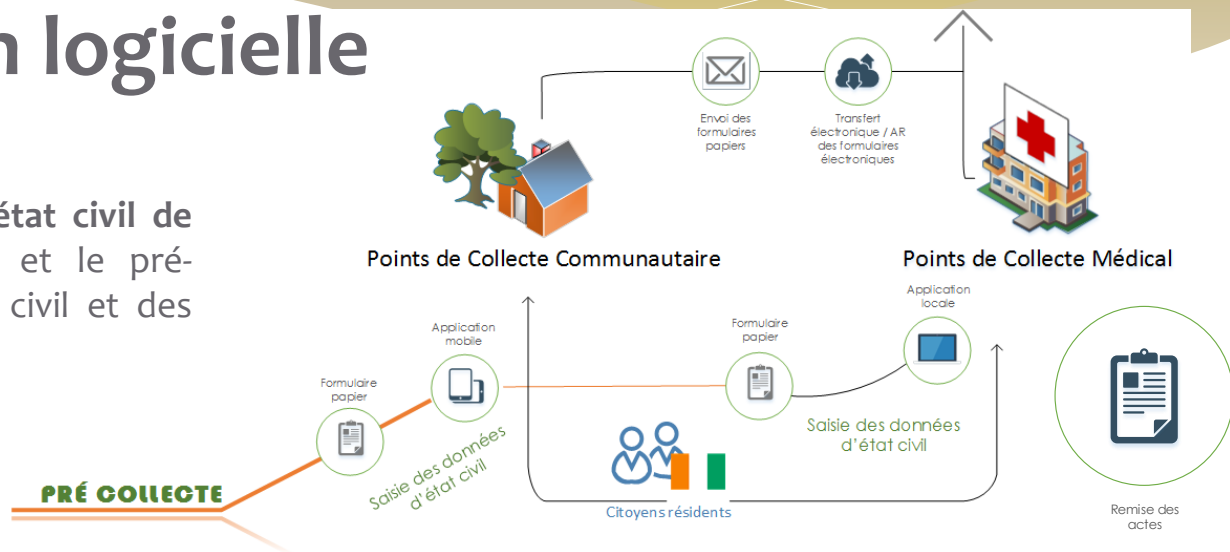 n logicielle
état civil de
et le pré-
civil et des
Envoi des
formulaires
papiers
Transfert
électronique / AR
des formulaires
électroniques
Points de Collecte Communautaire
Points de Collecte Médical
Application
locale
Formulaire
papier
Application
mobile
Formulaire
papier
Saisie des données
d'état civil
Saisie des données
d'état civil
PRÉ COLLECTE
Citoyens résidents
Remise des
actes